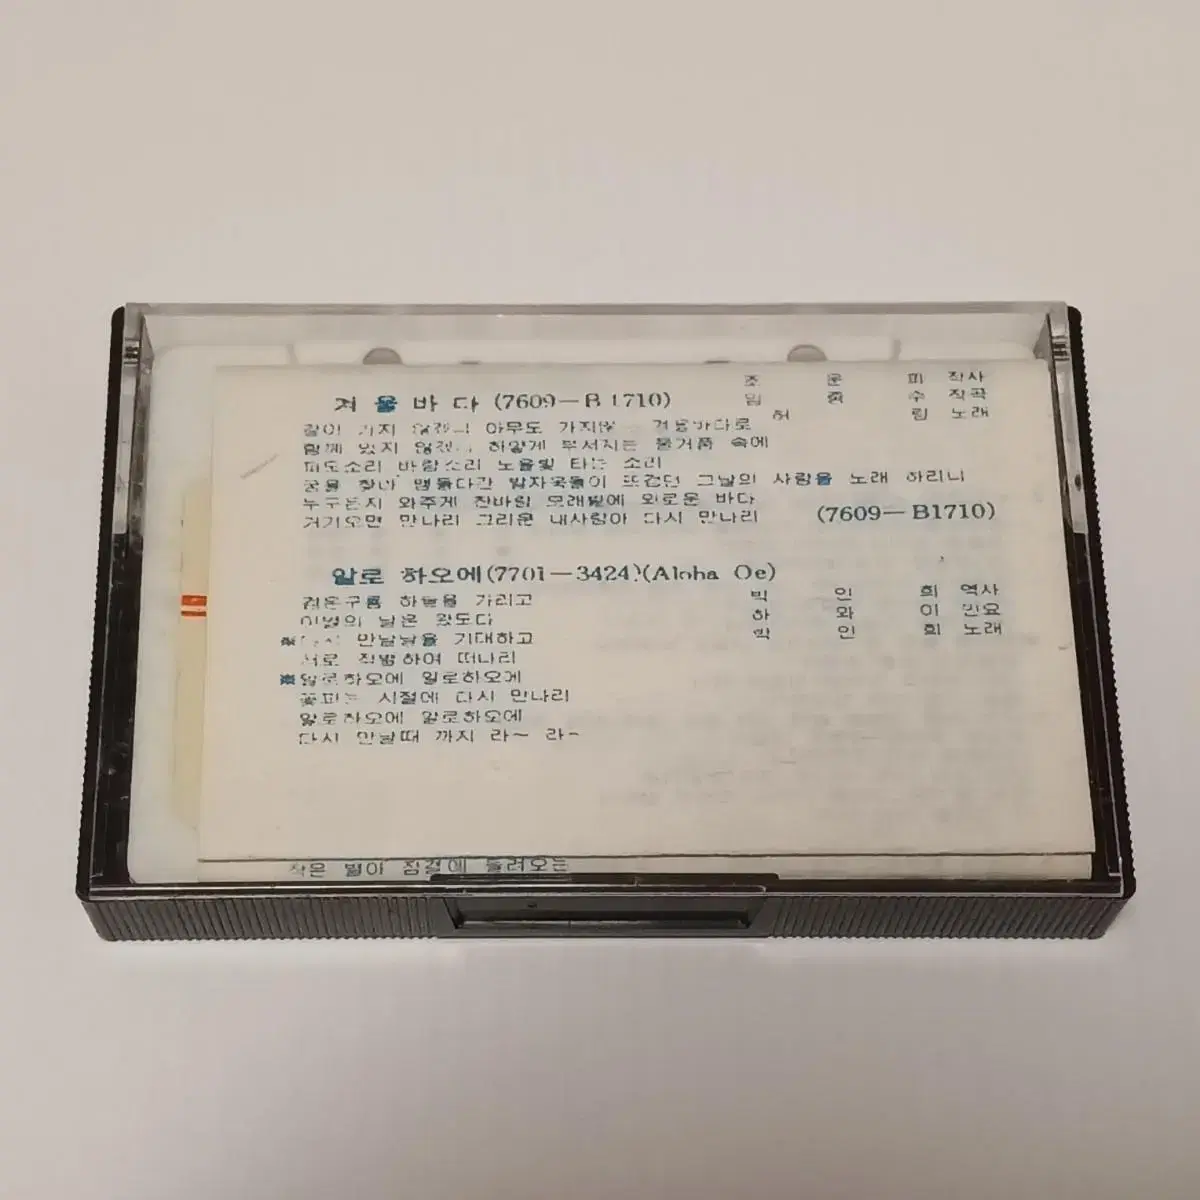 겨울바다 (7609-B1710)
조운피 작사
임종수 작곡
허림 노래
같이 가지 않겠니 아무도 가지않는 겨울바다로
함께 있지 않겠니 하얗게 부서지는 물거품 속에
파도소리 바람소리 노을빛 타는 소리
꿈을 찾아 맴돌다간 발자국들이 뜨겁던 그날의 사랑을 노래 하리니
누구든지 와주게 찬바람 모래밭에 외로운 바다
거기오면 만나리 그리운 내사랑아 다시 만나리 (7609-B1710)
알로 하오에 (7701-3424)(Aloha Oe)
박인희 역사
하와이 민요
박인희 노래
검은구름 하늘을 가리고
이별의 날은 왔도다
※다시 만날날을 기대하고
서로 작별하여 떠나리
※알로하오에 알로하오에
꽃피는 시절에 다시 만나리
알로하오에 알로하오에
다시 만날때 까지 라~ 라~
작은 별아 잠결에 들려오는